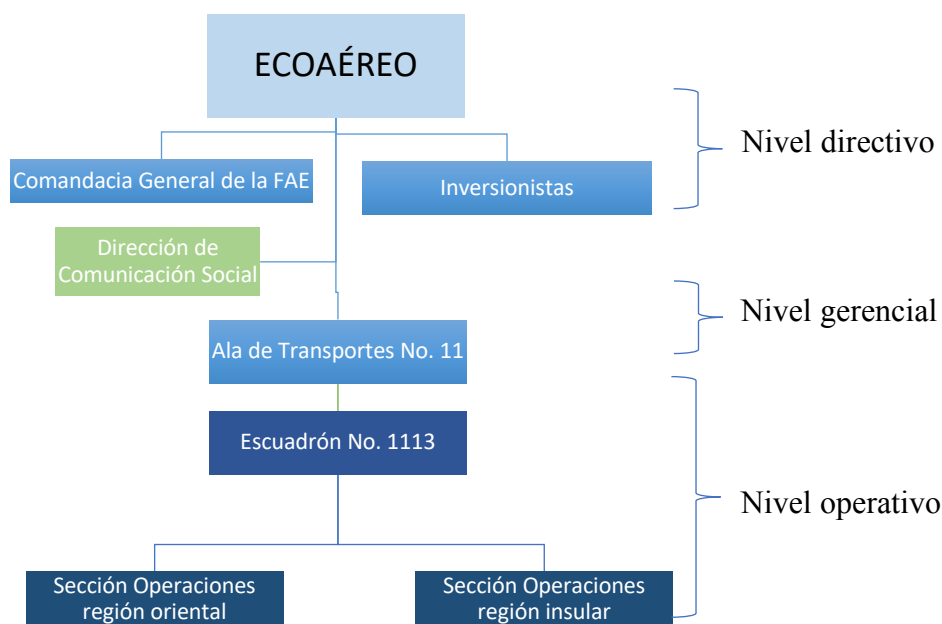 ECOAÉREO
Nivel directivo
Comandacia General de la FAE
Inversionistas
Dirección de
Comunicación Social
Nivel gerencial
Ala de Transportes No. 11
Escuadrón No. 1113
Nivel operativo
Sección Operaciones
región oriental
Sección Operaciones
región insular